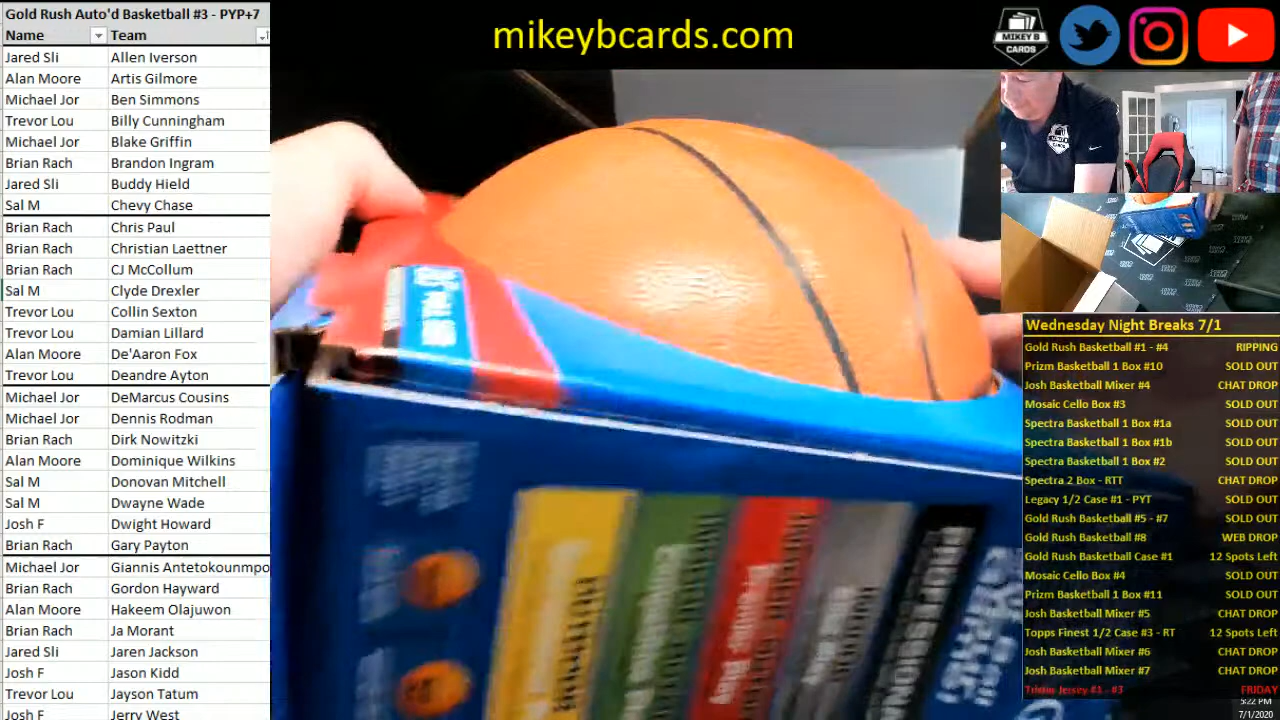 Gold Rush Auto'd Basketball #3 - PYP+7
Name Team
Jared Sli Allen Iverson
Alan Moore Artis Gilmore
Michael Jor Ben Simmons
Trevor Lou Billy Cunningham
Michael Jor Blake Griffin
Brian Rach Brandon Ingram
Jared Sli Buddy Hield
Sal M Chevy Chase
Brian Rach Chris Paul
Brian Rach Christian Laettner
Brian Rach CJ McCollum
Sal M Clyde Drexler
Trevor Lou Collin Sexton
Trevor Lou Damian Lillard
Alan Moore De'Aaron Fox
Trevor Lou Deandre Ayton
Michael Jor DeMarcus Cousins
Michael Jor Dennis Rodman
Brian Rach Dirk Nowitzki
Alan Moore Dominique Wilkins
Sal M Donovan Mitchell
Sal M Dwayne Wade
Josh F Dwight Howard
Brian Rach Gary Payton
Michael Jor Giannis Antetokounmpo
Brian Rach Gordon Hayward
Alan Moore Hakeem Olajuwon
Brian Rach Ja Morant
Jared Sli Jaren Jackson
Josh F Jason Kidd
Trevor Lou Jayson Tatum
Josh F Jerry West
mikeybcards.com
MIKEY B
CARDS
Wednesday Night Breaks 7/1
Gold Rush Basketball #1 - #4 RIPPING
Prizm Basketball 1 Box #10 SOLD OUT
Josh Basketball Mixer #4 CHAT DROP
Mosaic Cello Box #3 SOLD OUT
Spectra Basketball 1 Box #1a SOLD OUT
Spectra Basketball 1 Box #1b SOLD OUT
Spectra Basketball 1 Box #2 SOLD OUT
Spectra 2 Box - RTT CHAT DROP
Legacy 1/2 Case #1 - PYT SOLD OUT
Gold Rush Basketball #5 - #7 SOLD OUT
Gold Rush Basketball #8 WEB DROP
Gold Rush Basketball Case #1 12 Spots Left
Mosaic Cello Box #4 SOLD OUT
Prizm Basketball 1 Box #11 SOLD OUT
Josh Basketball Mixer #5 CHAT DROP
Topps Finest 1/2 Case #3 - RT 12 Spots Left
Josh Basketball Mixer #6 CHAT DROP
Josh Basketball Mixer #7 CHAT DROP
Tristar Jersey #1 - #3 FRIDAY
5:22 PM
7/1/2020